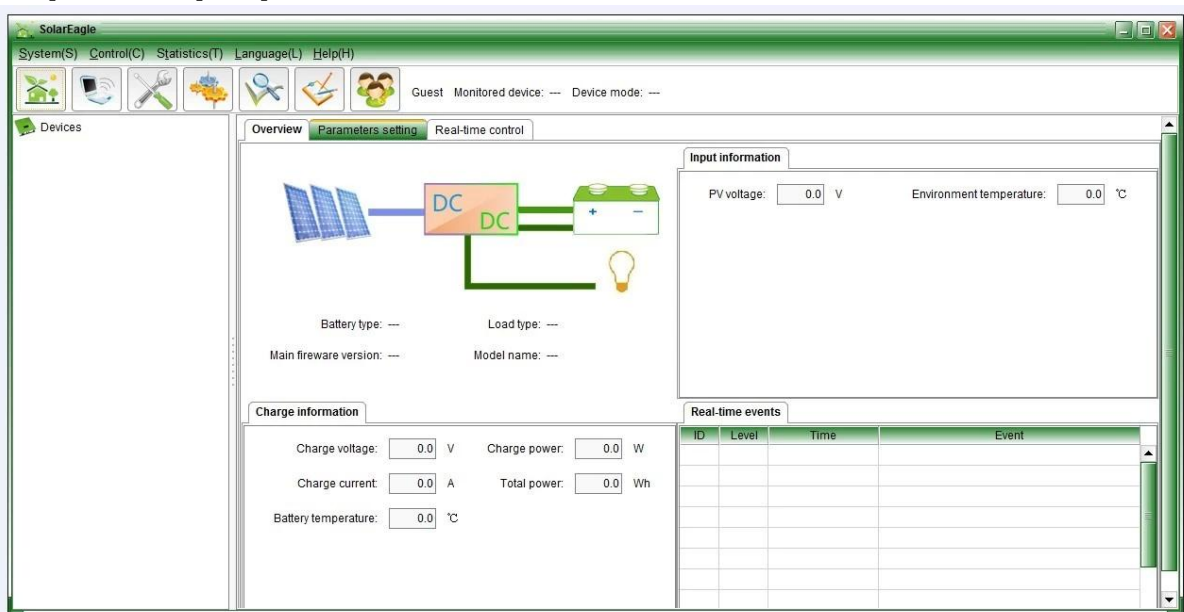 SolarEagle
System(S) Control(C) Statistics(T) Language(L) Help(H)
Guest Monitored device: --- Device mode: ---
Devices
Overview Parameters setting Real-time control
DC
DC
+ −
Battery type: --- Load type: ---
Main fireware version: --- Model name: ---
Input information
PV voltage: 0.0 V Environment temperature: 0.0 ℃
Charge information
Charge voltage: 0.0 V Charge power: 0.0 W
Charge current: 0.0 A Total power: 0.0 Wh
Battery temperature: 0.0 ℃
Real-time events
ID Level Time Event